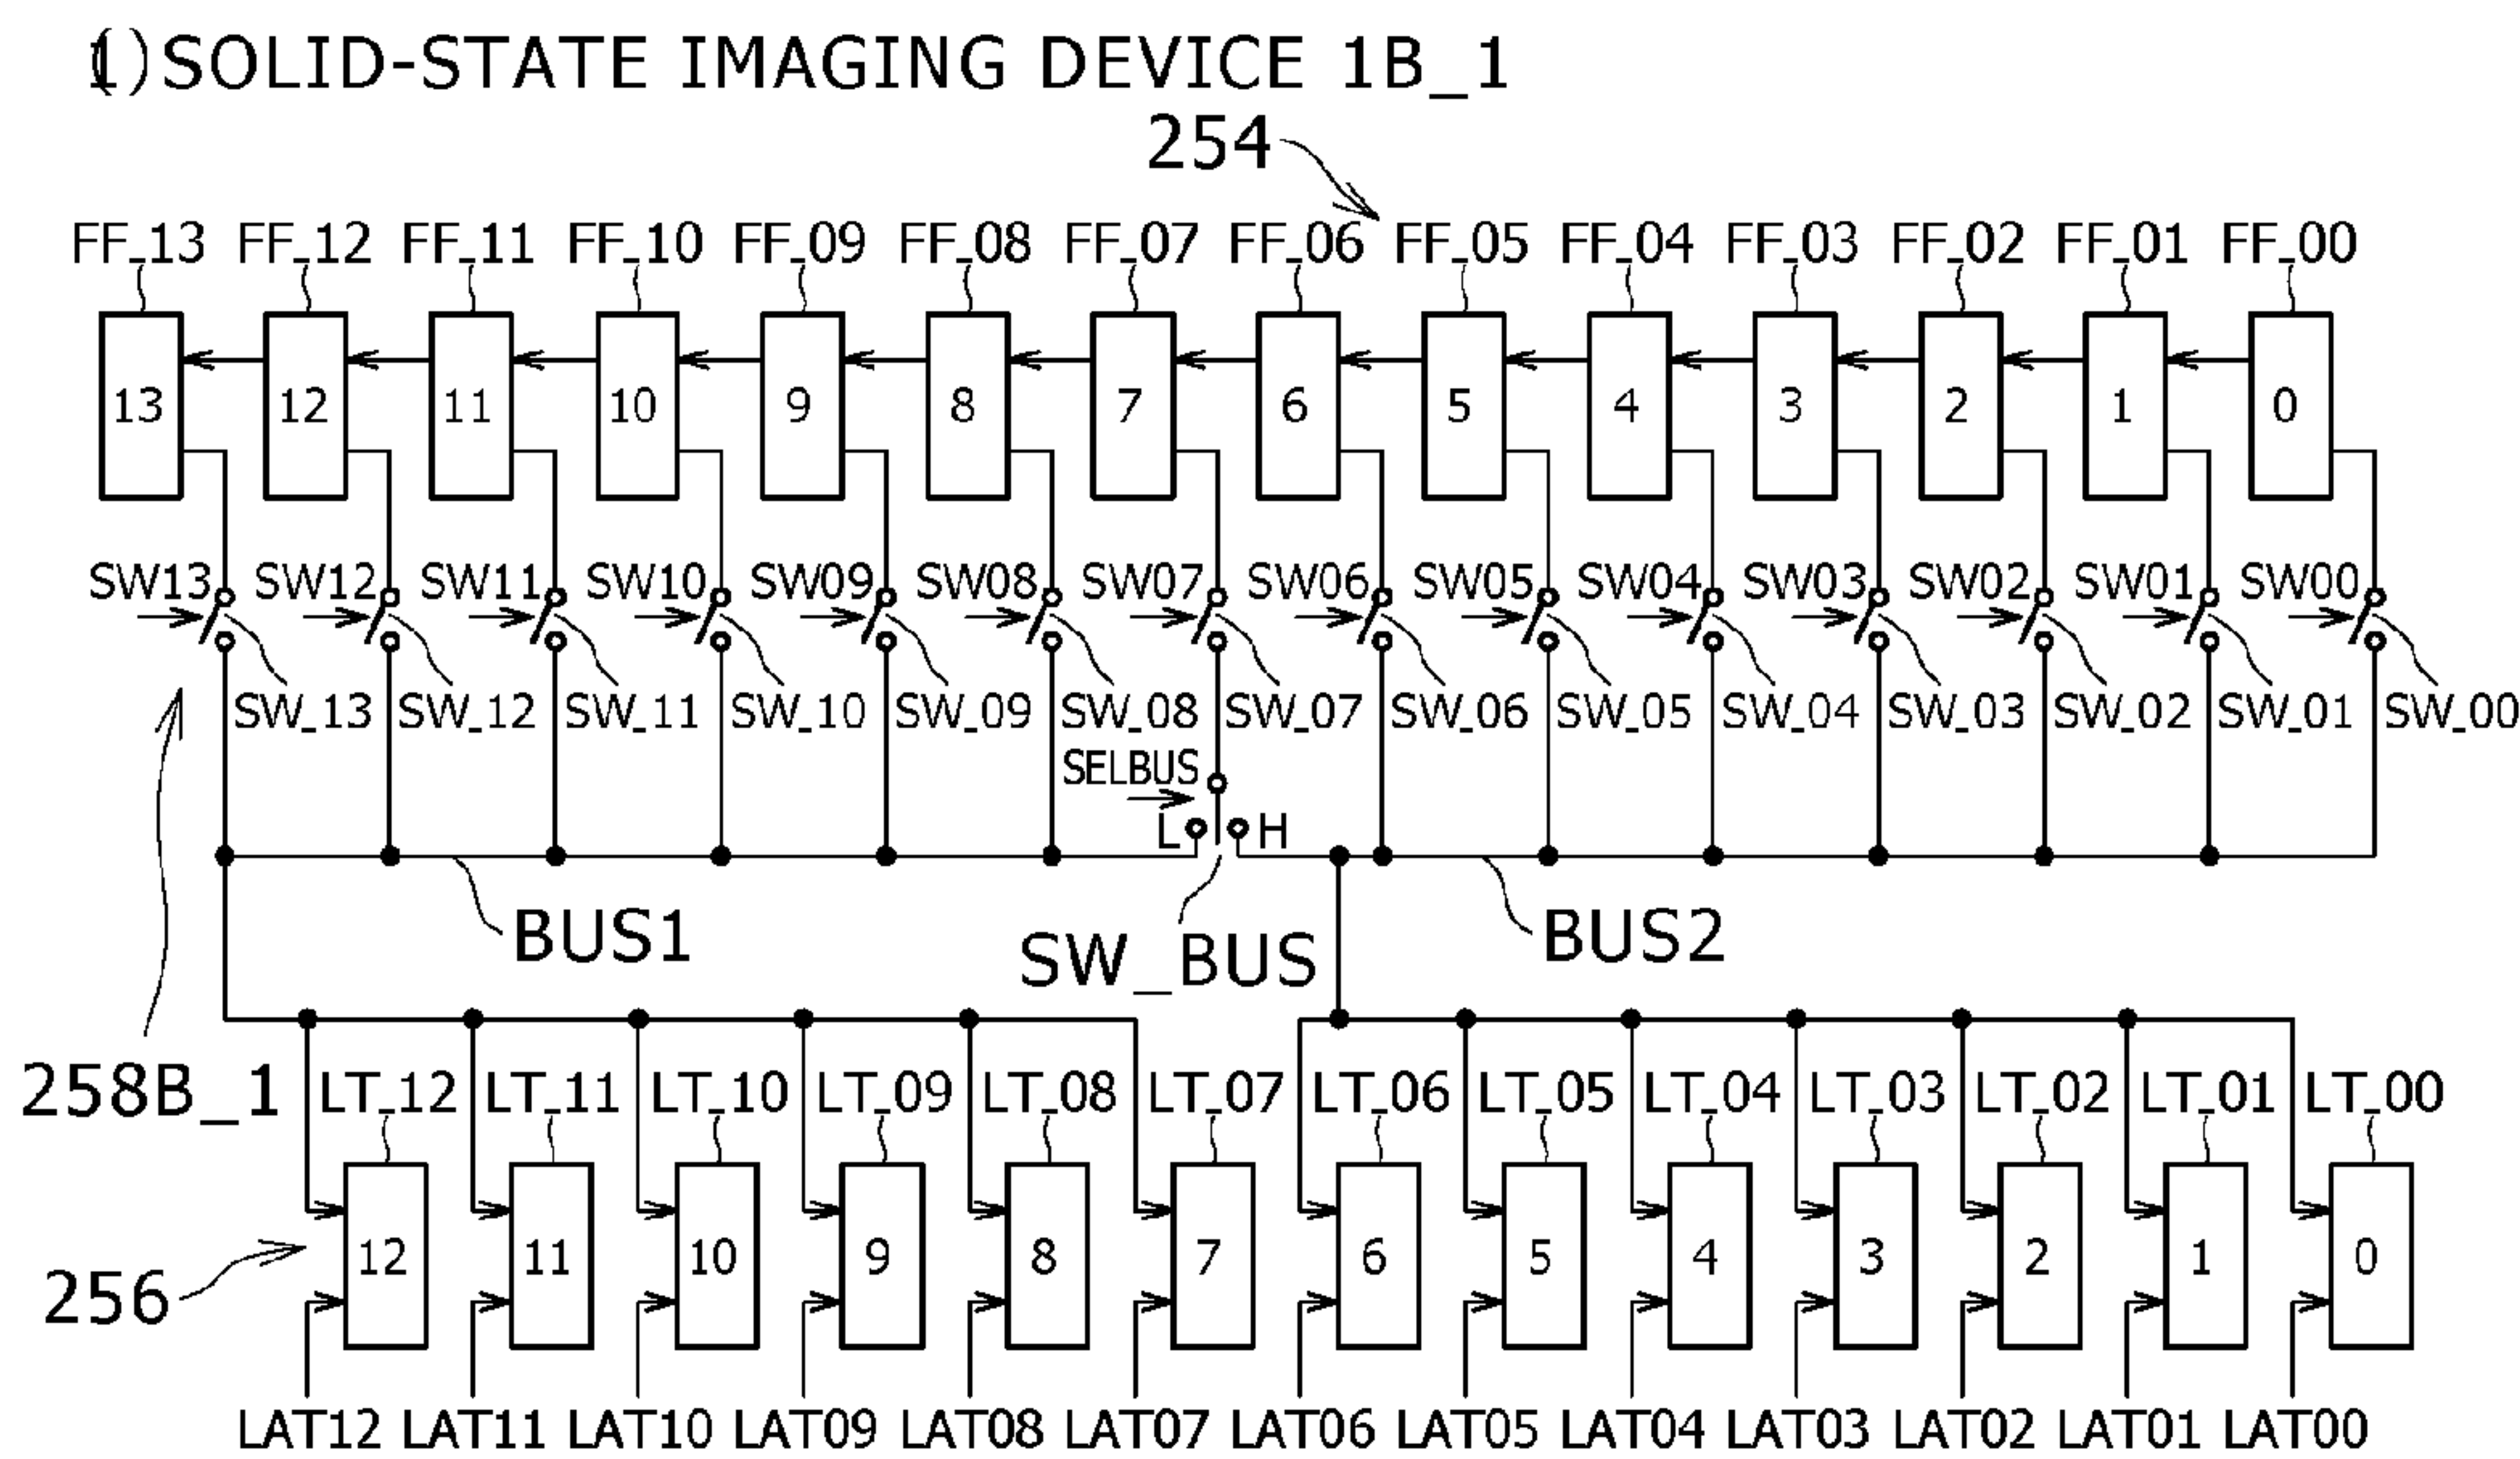 (1)SOLID-STATE IMAGING DEVICE 1B_1
254
FF_13 FF_12 FF_11 FF_10 FF_09 FF_08 FF_07 FF_06 FF_05 FF_04 FF_03 FF_02 FF_01 FF_00
13 12 11 10 9 8 7 6 5 4 3 2 1 0
SW13 SW12 SW11 SW10 SW09 SW08 SW07 SW06 SW05 SW04 SW03 SW02 SW01 SW00
SW_13 SW_12 SW_11 SW_10 SW_09 SW_08 SW_07 SW_06 SW_05 SW_04 SW_03 SW_02 SW_01 SW_00
SELBUS
L H
BUS1 SW_BUS BUS2
258B_1 LT_12 LT_11 LT_10 LT_09 LT_08 LT_07 LT_06 LT_05 LT_04 LT_03 LT_02 LT_01 LT_00
256 12 11 10 9 8 7 6 5 4 3 2 1 0
LAT12 LAT11 LAT10 LAT09 LAT08 LAT07 LAT06 LAT05 LAT04 LAT03 LAT02 LAT01 LAT00